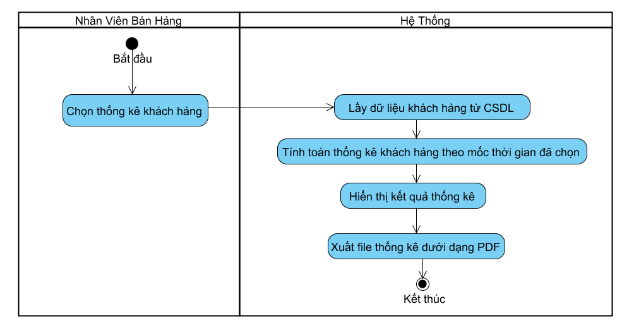 Nhân Viên Bán Hàng
Hệ Thống
Bắt đầu
Chọn thống kê khách hàng
Lấy dữ liệu khách hàng từ CSDL
Tính toán thống kê khách hàng theo mốc thời gian đã chọn
Hiển thị kết quả thống kê
Xuất file thống kê dưới dạng PDF
Kết thúc